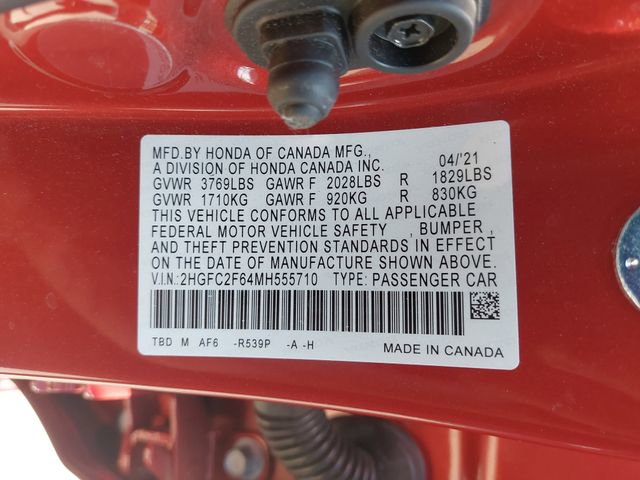 MFD.BY HONDA OF CANADA MFG., 04/'21
A DIVISION OF HONDA CANADA INC.
GVWR 3769LBS GAWR F 2028LBS R 1829LBS
GVWR 1710KG GAWR F 920KG R 830KG
THIS VEHICLE CONFORMS TO ALL APPLICABLE
FEDERAL MOTOR VEHICLE SAFETY , BUMPER ,
AND THEFT PREVENTION STANDARDS IN EFFECT
ON THE DATE OF MANUFACTURE SHOWN ABOVE.
V.I.N.:2HGFC2F64MH555710 TYPE: PASSENGER CAR
TBD M AF6 -R539P -A -H MADE IN CANADA